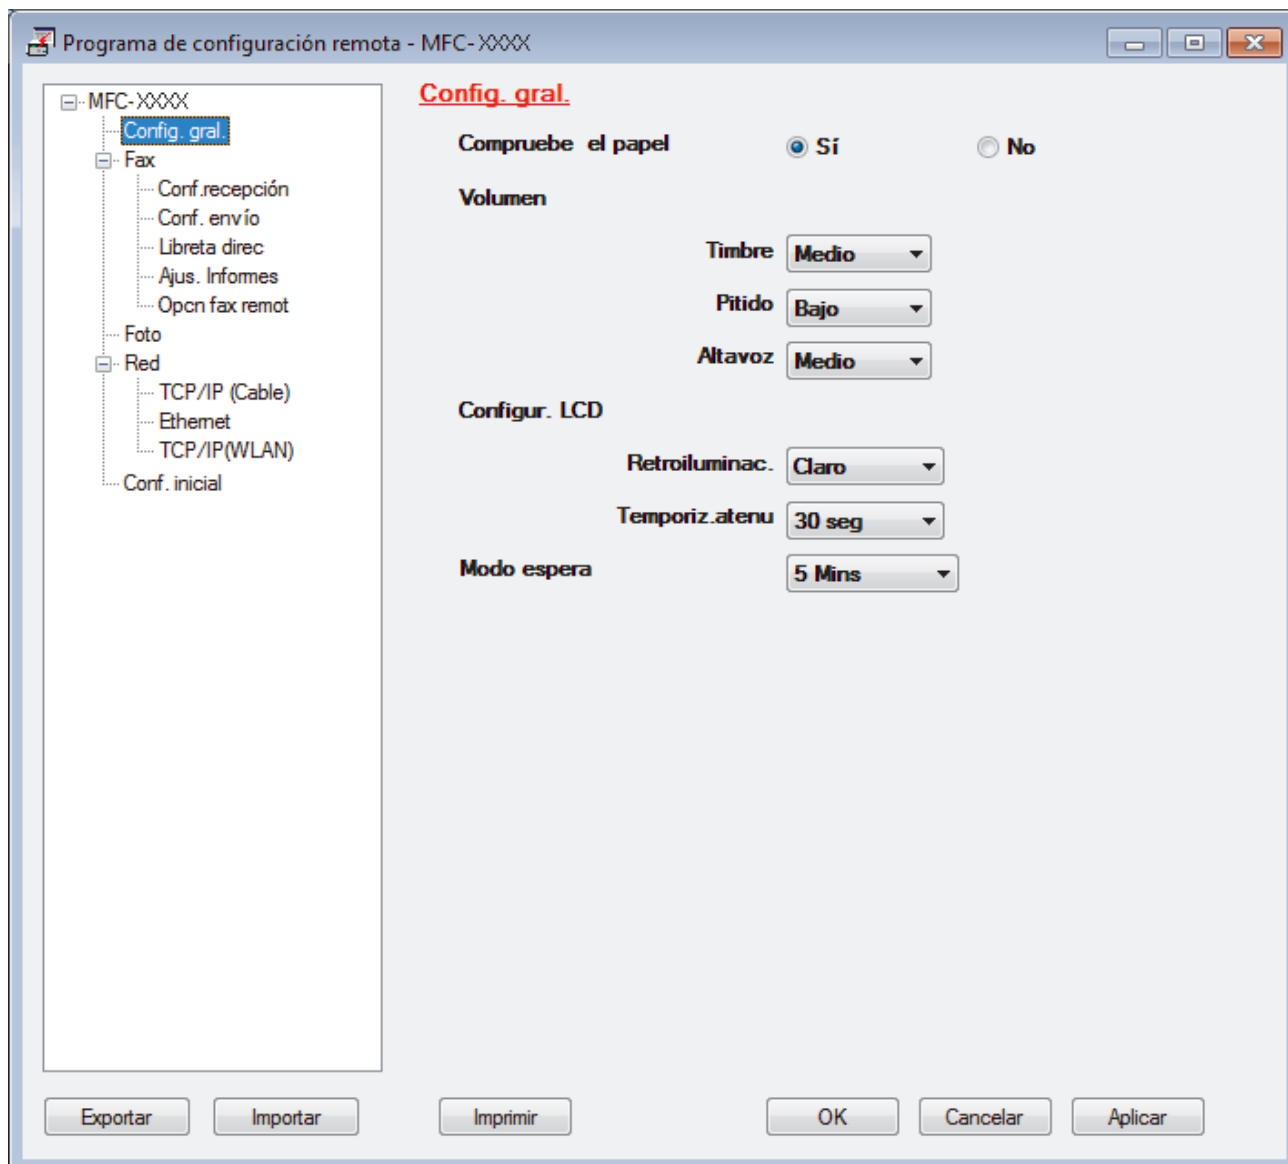 Programa de configuración remota - MFC-XXXX
MFC-XXXX
Config. gral.
Fax
Conf.recepción
Conf. envío
Libreta direc
Ajus. Informes
Opcn fax remot
Foto
Red
TCP/IP (Cable)
Ethernet
TCP/IP(WLAN)
Conf. inicial
Config. gral.
Compruebe el papel Sí No
Volumen
Timbre Medio
Pitido Bajo
Altavoz Medio
Configur. LCD
Retroiluminac. Claro
Temporiz.atenu 30 seg
Modo espera 5 Mins
Exportar Importar Imprimir OK Cancelar Aplicar